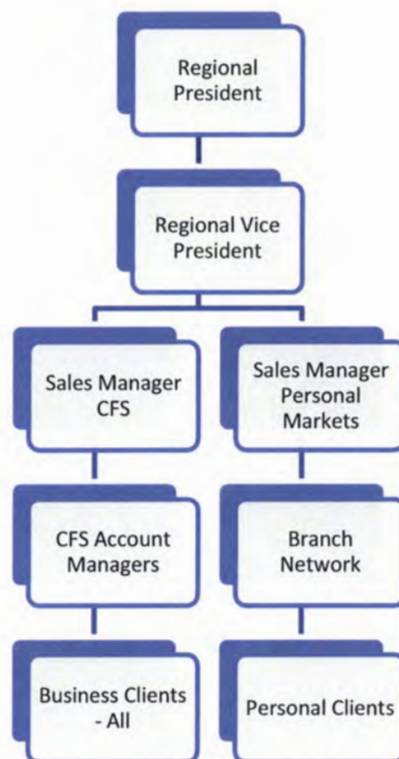 Regional
President
Regional Vice
President
Sales Manager
CFS
Sales Manager
Personal
Markets
CFS Account
Managers
Branch
Network
Business Clients
- All
Personal Clients